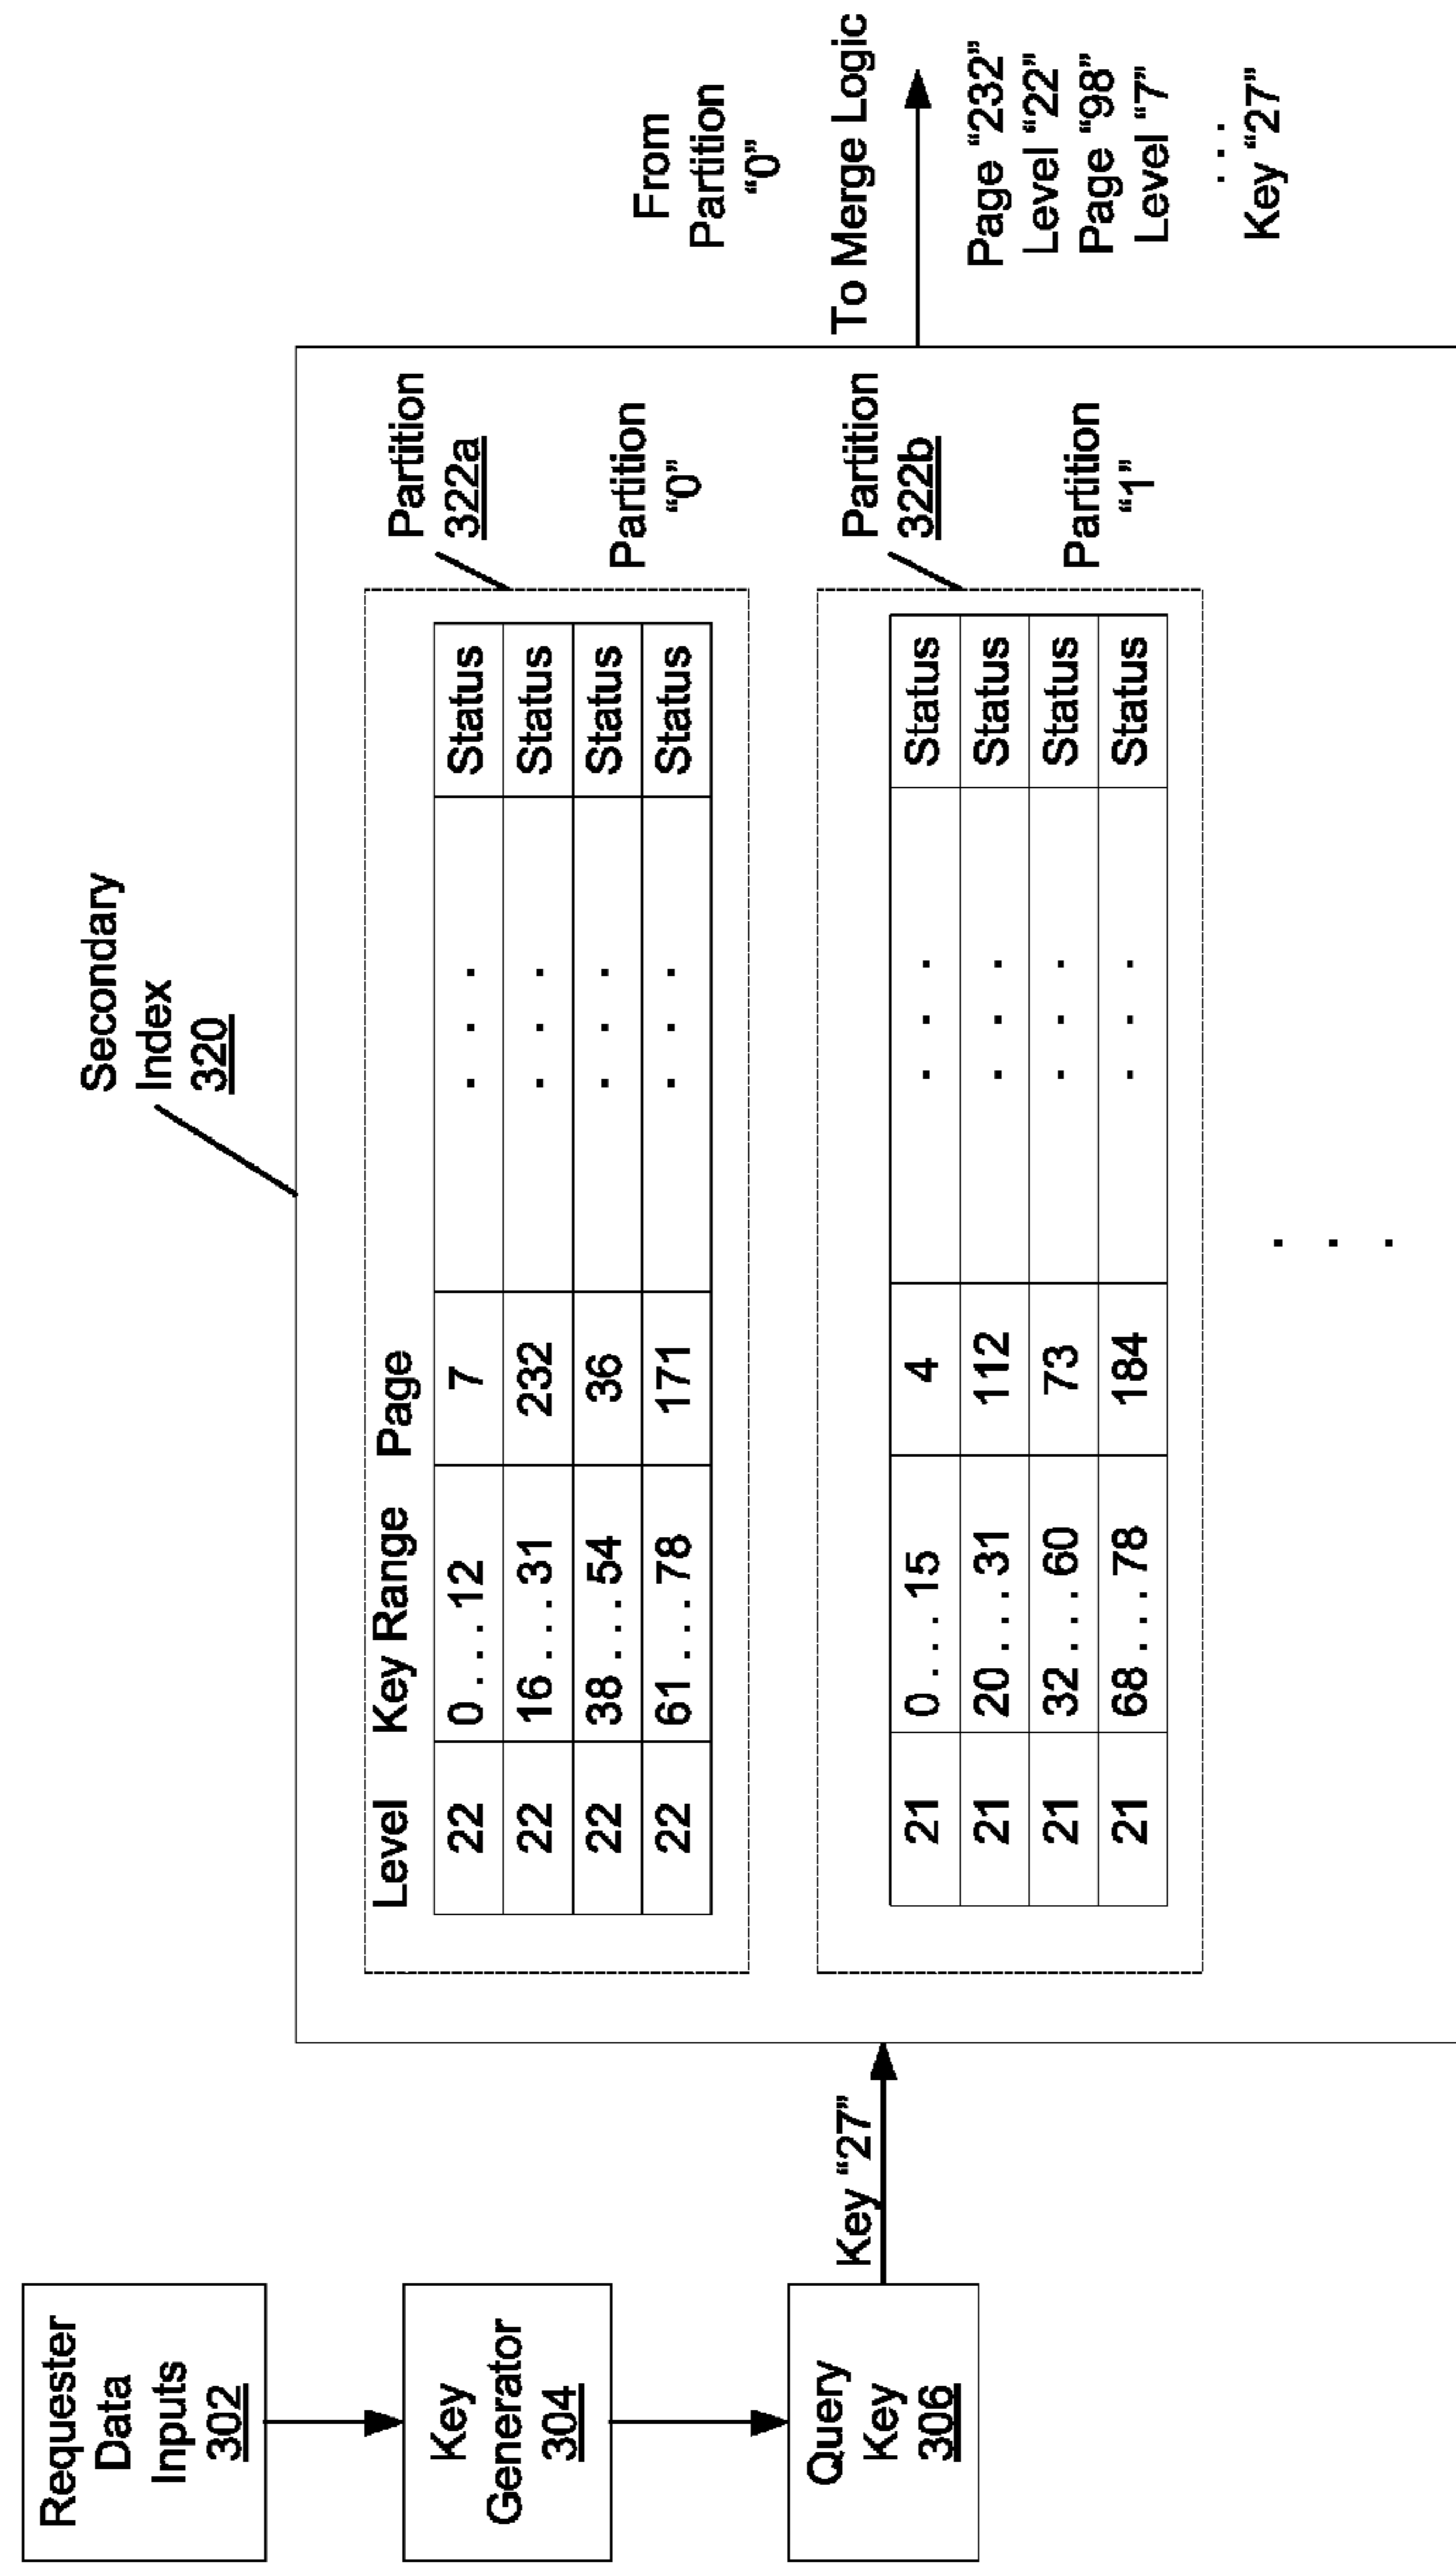 Secondary
Index
320
Requester
Data
Inputs
302
Key
Generator
304
Query
Key
306
Key “27”
Level Key Range Page
22 0 . . . 12 7 . . . Status
22 16 . . . 31 232 . . . Status
22 38 . . . 54 36 . . . Status
22 61 . . . 78 171 . . . Status
Partition
322a
Partition
“0”
21 0 . . . 15 4 . . . Status
21 20 . . . 31 112 . . . Status
21 32 . . . 60 73 . . . Status
21 68 . . . 78 184 . . . Status
Partition
322b
Partition
“1”
. . .
From
Partition
“0”
To Merge Logic
Page “232”
Level “22”
Page “98”
Level “7”
. . .
Key “27”